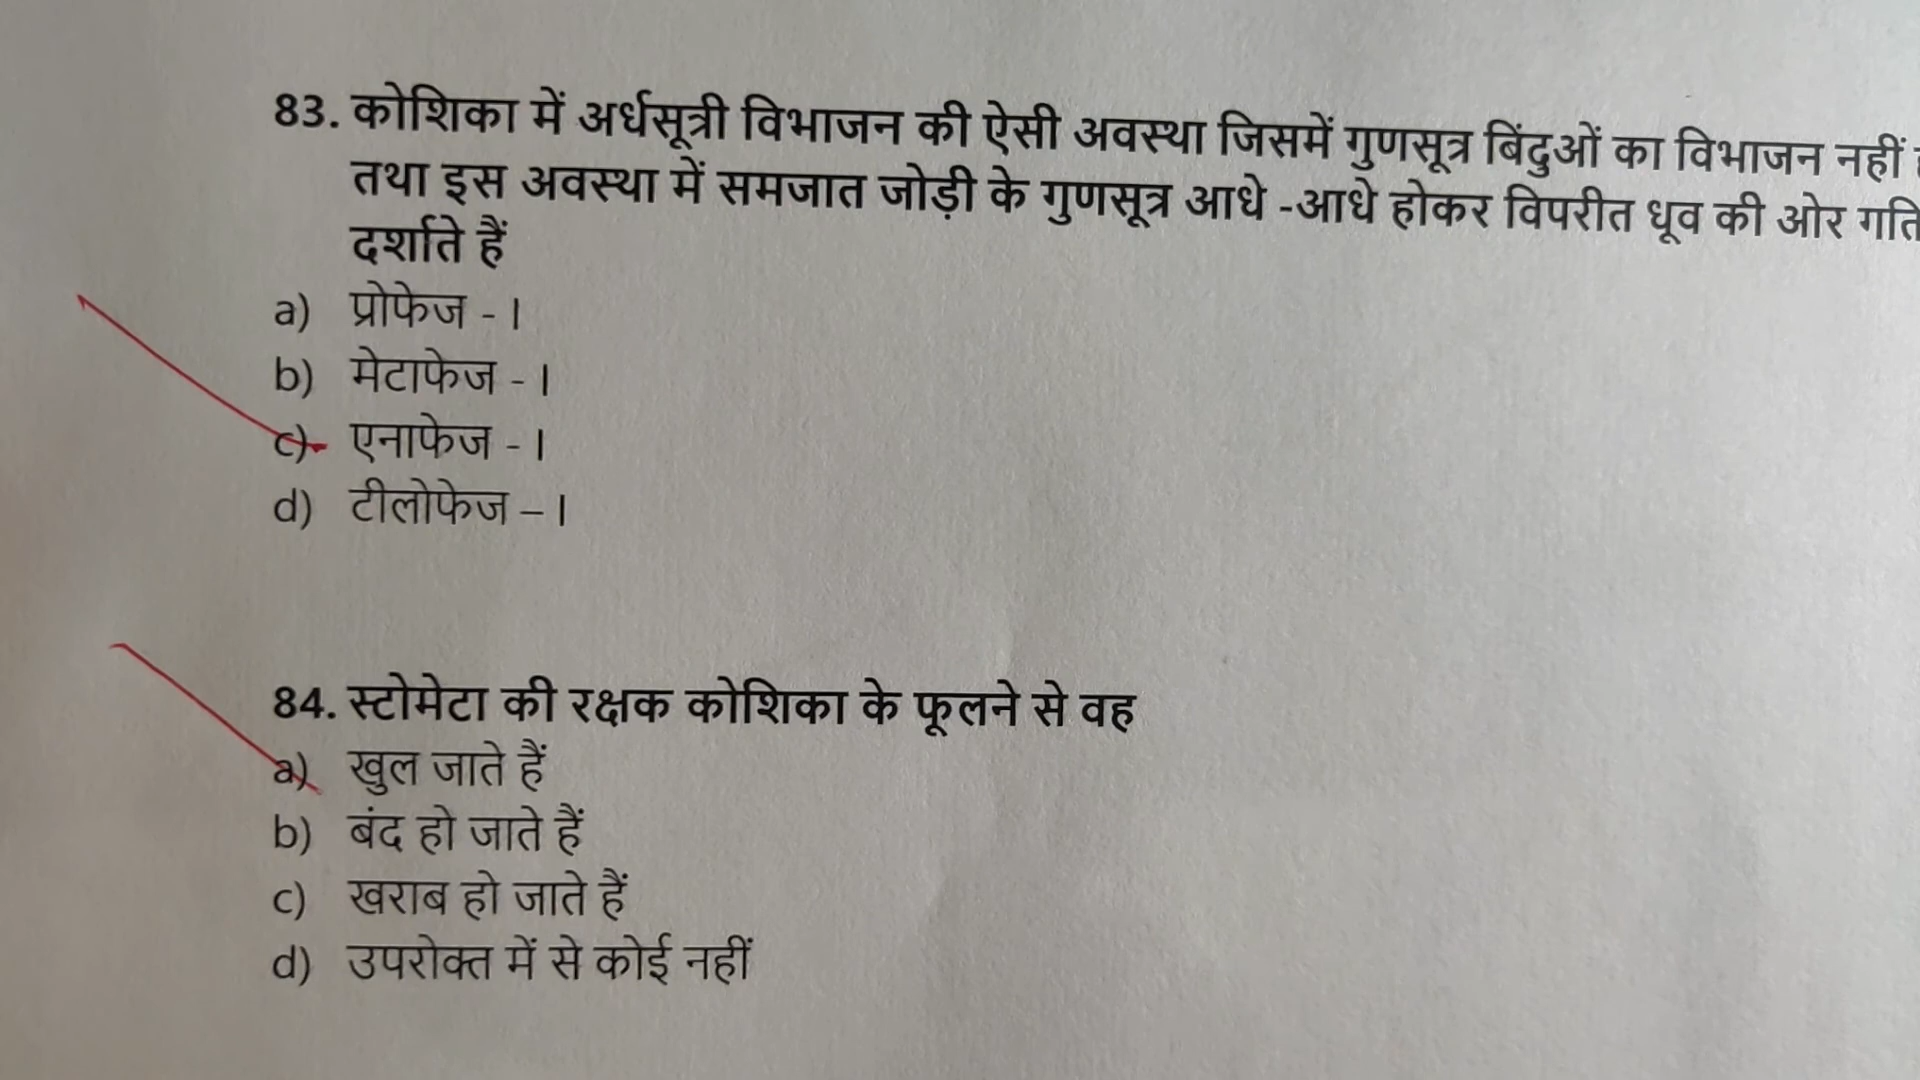 83. कोशिका में अर्धसूत्री विभाजन की ऐसी अवस्था जिसमें गुणसूत्र बिंदुओं का विभाजन नहीं
तथा इस अवस्था में समजात जोड़ी के गुणसूत्र आधे -आधे होकर विपरीत धूव की ओर गति
दर्शाते हैं
a) प्रोफेज - I
b) मेटाफेज - I
c) एनाफेज - I
d) टीलोफेज – I
84. स्टोमेटा की रक्षक कोशिका के फूलने से वह
a) खुल जाते हैं
b) बंद हो जाते हैं
c) खराब हो जाते हैं
d) उपरोक्त में से कोई नहीं